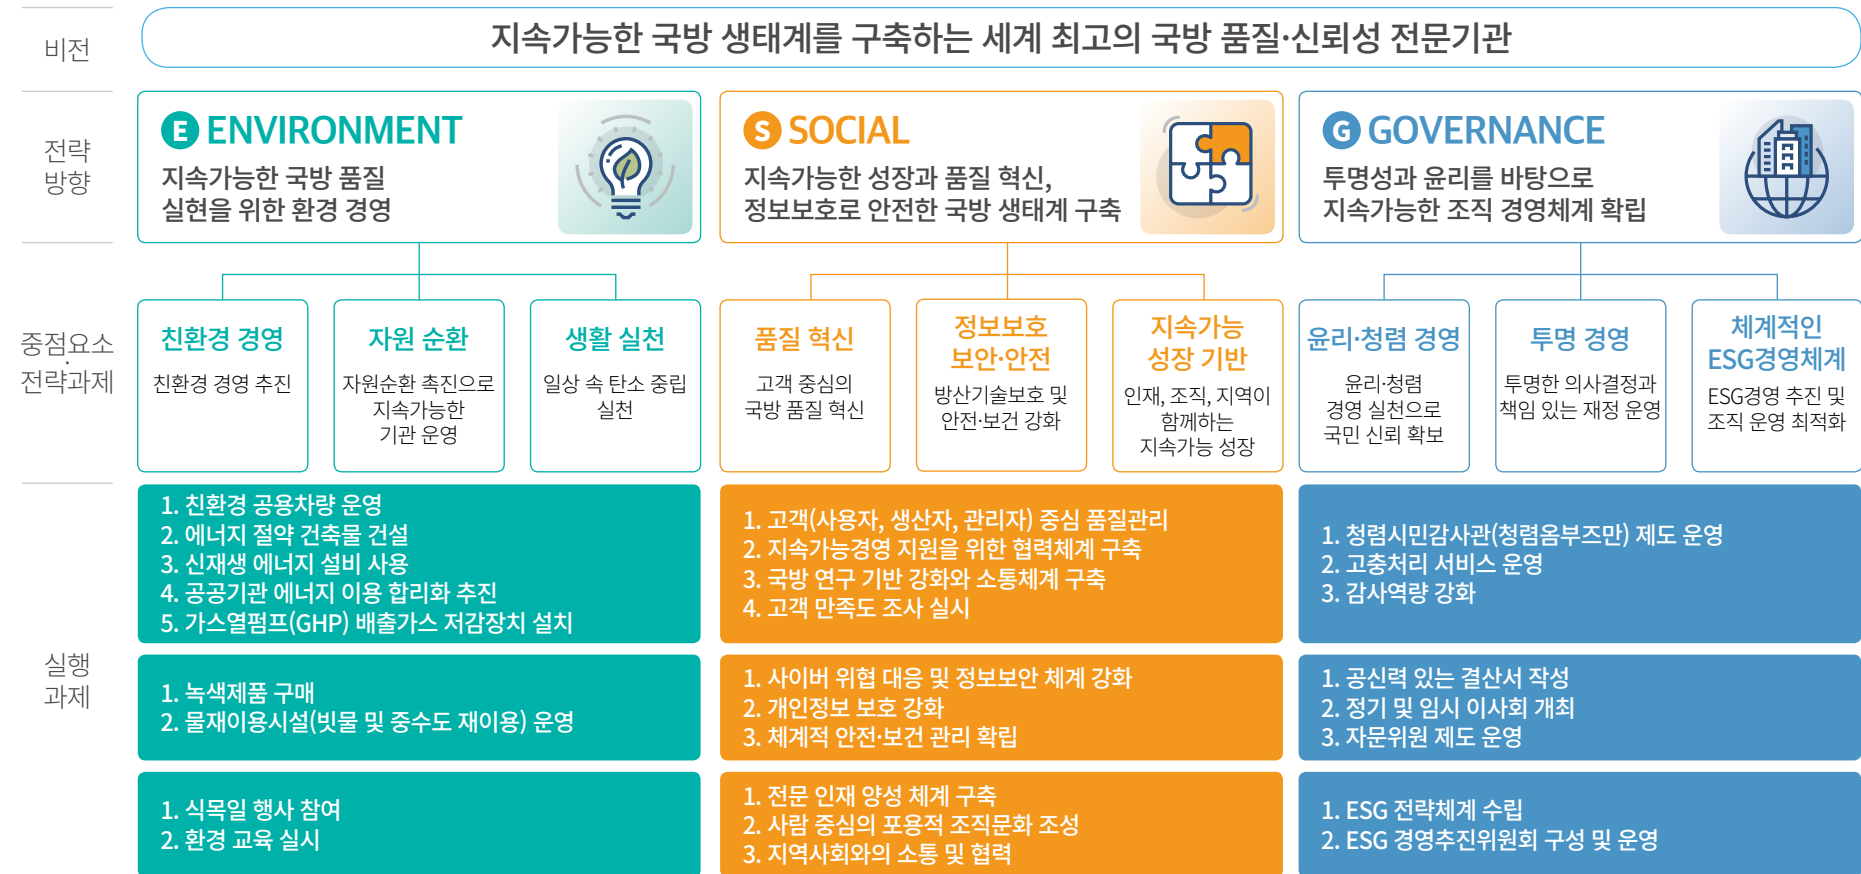 비전
지속가능한 국방 생태계를 구축하는 세계 최고의 국방 품질·신뢰성 전문기관
전략
방향
E ENVIRONMENT
지속가능한 국방 품질
실현을 위한 환경 경영
S SOCIAL
지속가능한 성장과 품질 혁신,
정보보호로 안전한 국방 생태계 구축
G GOVERNANCE
투명성과 윤리를 바탕으로
지속가능한 조직 경영체계 확립
중점요소
·
전략과제
친환경 경영
친환경 경영 추진
자원 순환
자원순환 촉진으로
지속가능한
기관 운영
생활 실천
일상 속 탄소 중립
실천
품질 혁신
고객 중심의
국방 품질 혁신
정보보호
보안·안전
방산기술보호 및
안전·보건 강화
지속가능
성장 기반
인재, 조직, 지역이
함께하는
지속가능 성장
윤리·청렴 경영
윤리·청렴
경영 실천으로
국민 신뢰 확보
투명 경영
투명한 의사결정과
책임 있는 재정 운영
체계적인
ESG경영체계
ESG경영 추진 및
조직 운영 최적화
실행
과제
1. 친환경 공용차량 운영
2. 에너지 절약 건축물 건설
3. 신재생 에너지 설비 사용
4. 공공기관 에너지 이용 합리화 추진
5. 가스열펌프(GHP) 배출가스 저감장치 설치
1. 고객(사용자, 생산자, 관리자) 중심 품질관리
2. 지속가능경영 지원을 위한 협력체계 구축
3. 국방 연구 기반 강화와 소통체계 구축
4. 고객 만족도 조사 실시
1. 청렴시민감사관(청렴옴부즈만) 제도 운영
2. 고충처리 서비스 운영
3. 감사역량 강화
1. 녹색제품 구매
2. 물재이용시설(빗물 및 중수도 재이용) 운영
1. 사이버 위협 대응 및 정보보안 체계 강화
2. 개인정보 보호 강화
3. 체계적 안전·보건 관리 확립
1. 공신력 있는 결산서 작성
2. 정기 및 임시 이사회 개최
3. 자문위원 제도 운영
1. 식목일 행사 참여
2. 환경 교육 실시
1. 전문 인재 양성 체계 구축
2. 사람 중심의 포용적 조직문화 조성
3. 지역사회와의 소통 및 협력
1. ESG 전략체계 수립
2. ESG 경영추진위원회 구성 및 운영